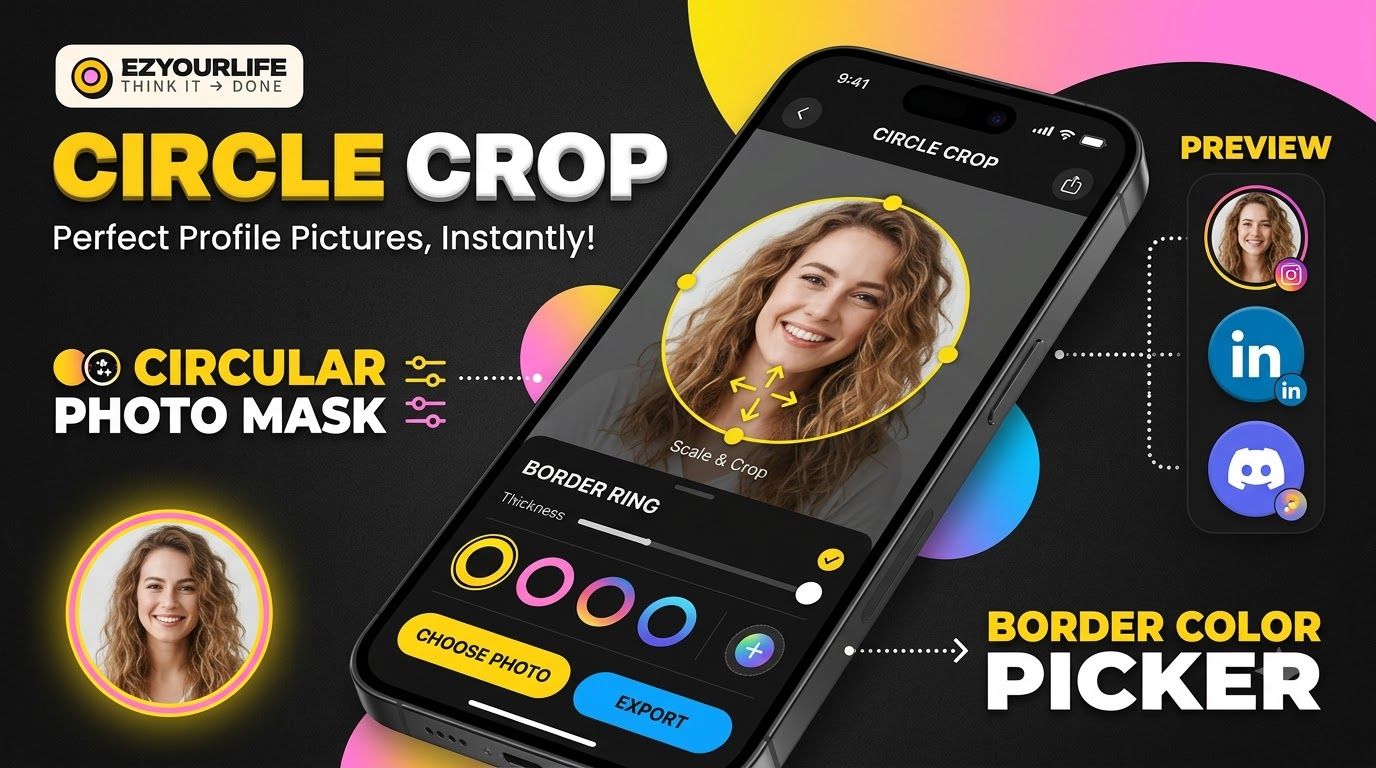 EZYOURLIFE
THINK IT → DONE
CIRCLE CROP
Perfect Profile Pictures, Instantly!
CIRCULAR
PHOTO MASK
9:41
CIRCLE CROP
Scale & Crop
BORDER RING
Thickness
CHOOSE PHOTO
EXPORT
PREVIEW
in
in
BORDER COLOR
PICKER